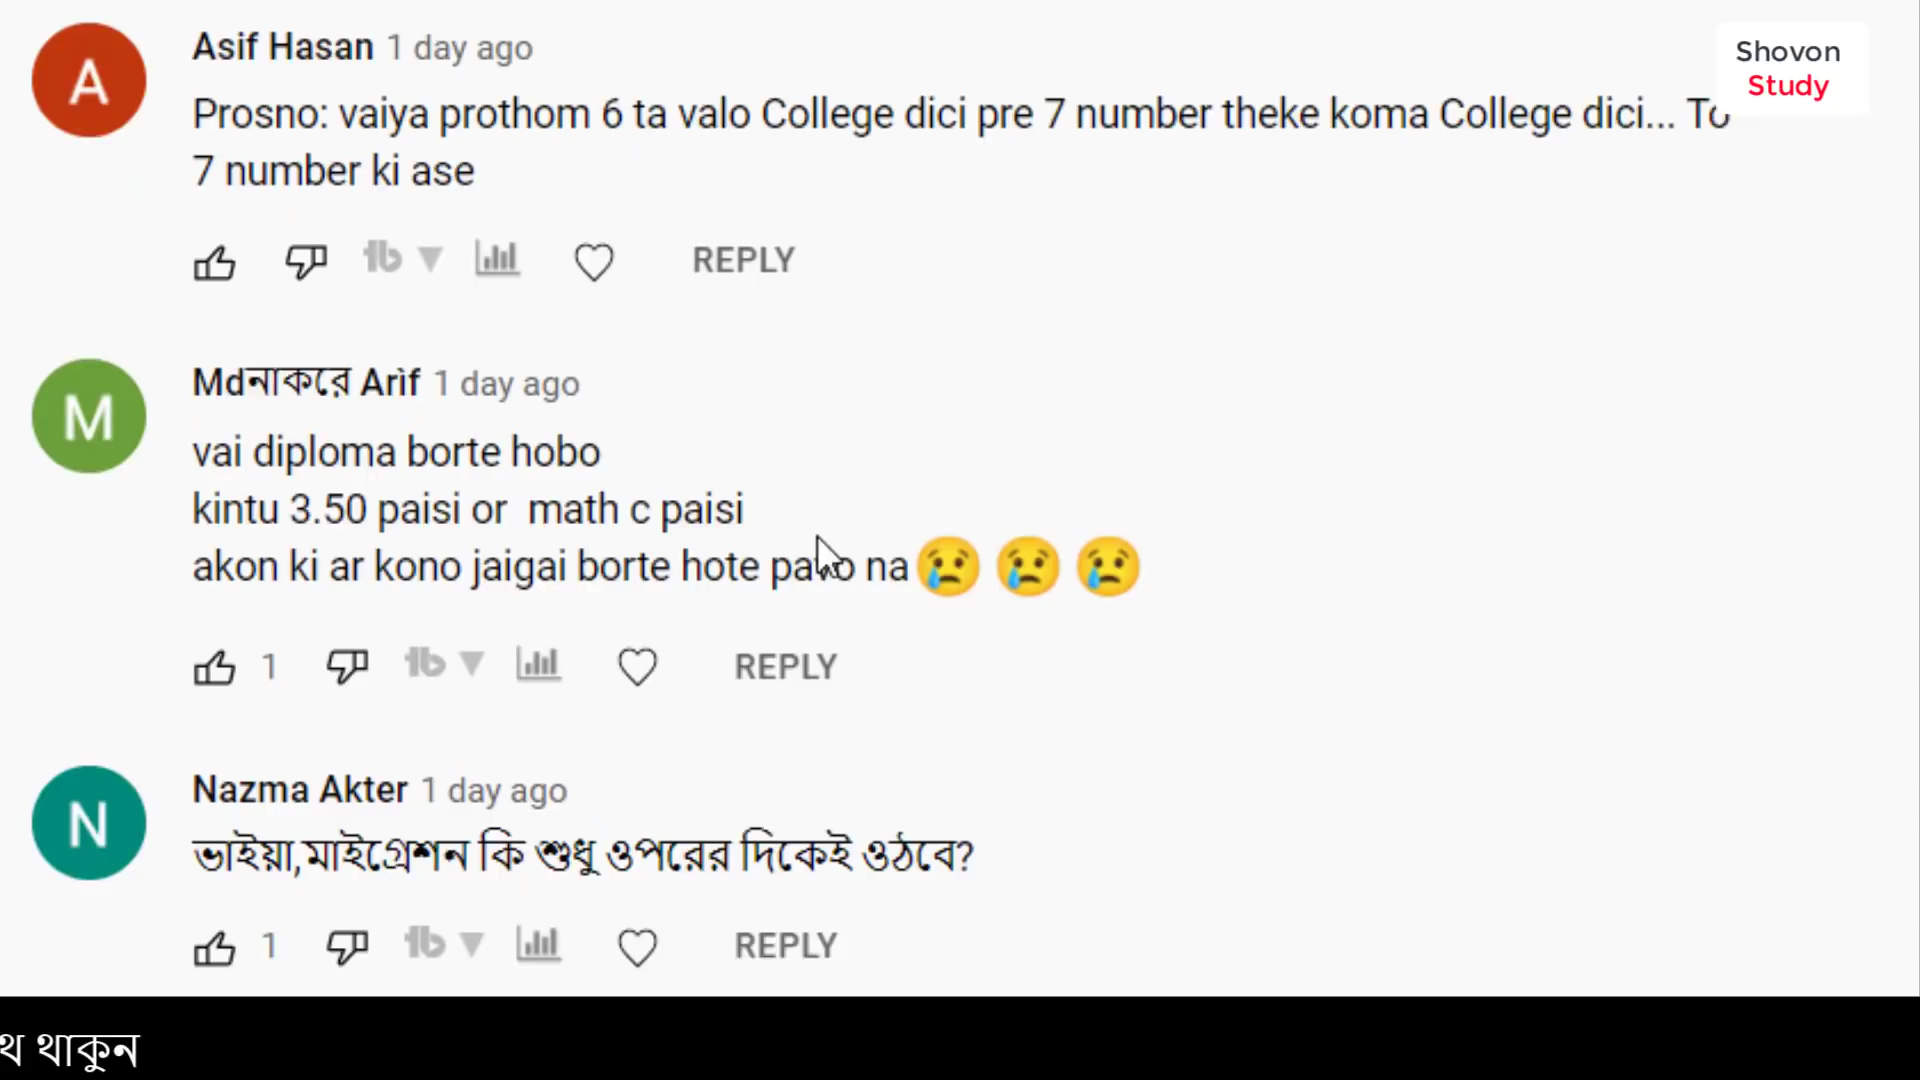 Shovon
Study
A
Asif Hasan 1 day ago
Prosno: vaiya prothom 6 ta valo College dici pre 7 number theke koma College dici... To
7 number ki ase
REPLY
M
Mdনাকরে Arif 1 day ago
vai diploma borte hobo
kintu 3.50 paisi or math c paisi
akon ki ar kono jaigai borte hote parbo na😢😢😢
1 REPLY
N
Nazma Akter 1 day ago
ভাইয়া,মাইগ্রেশন কি শুধু ওপরের দিকেই ওঠবে?
1 REPLY
থাকুন